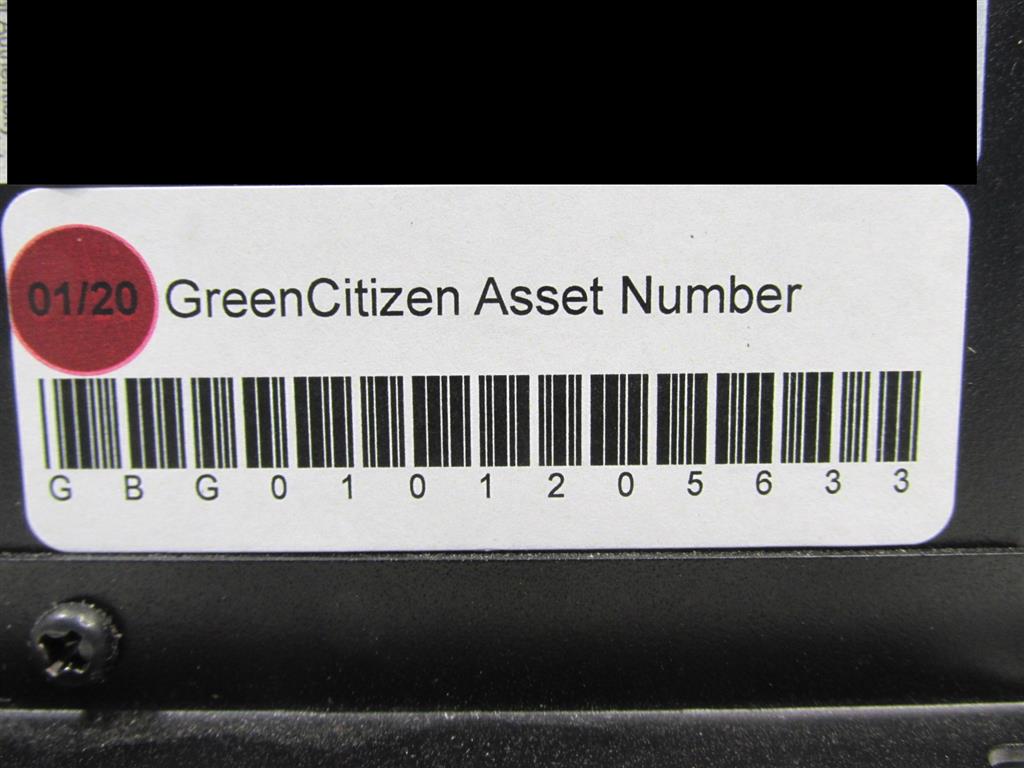 01/20 GreenCitizen Asset Number
G B G 0 1 0 1 2 0 5 6 3 3